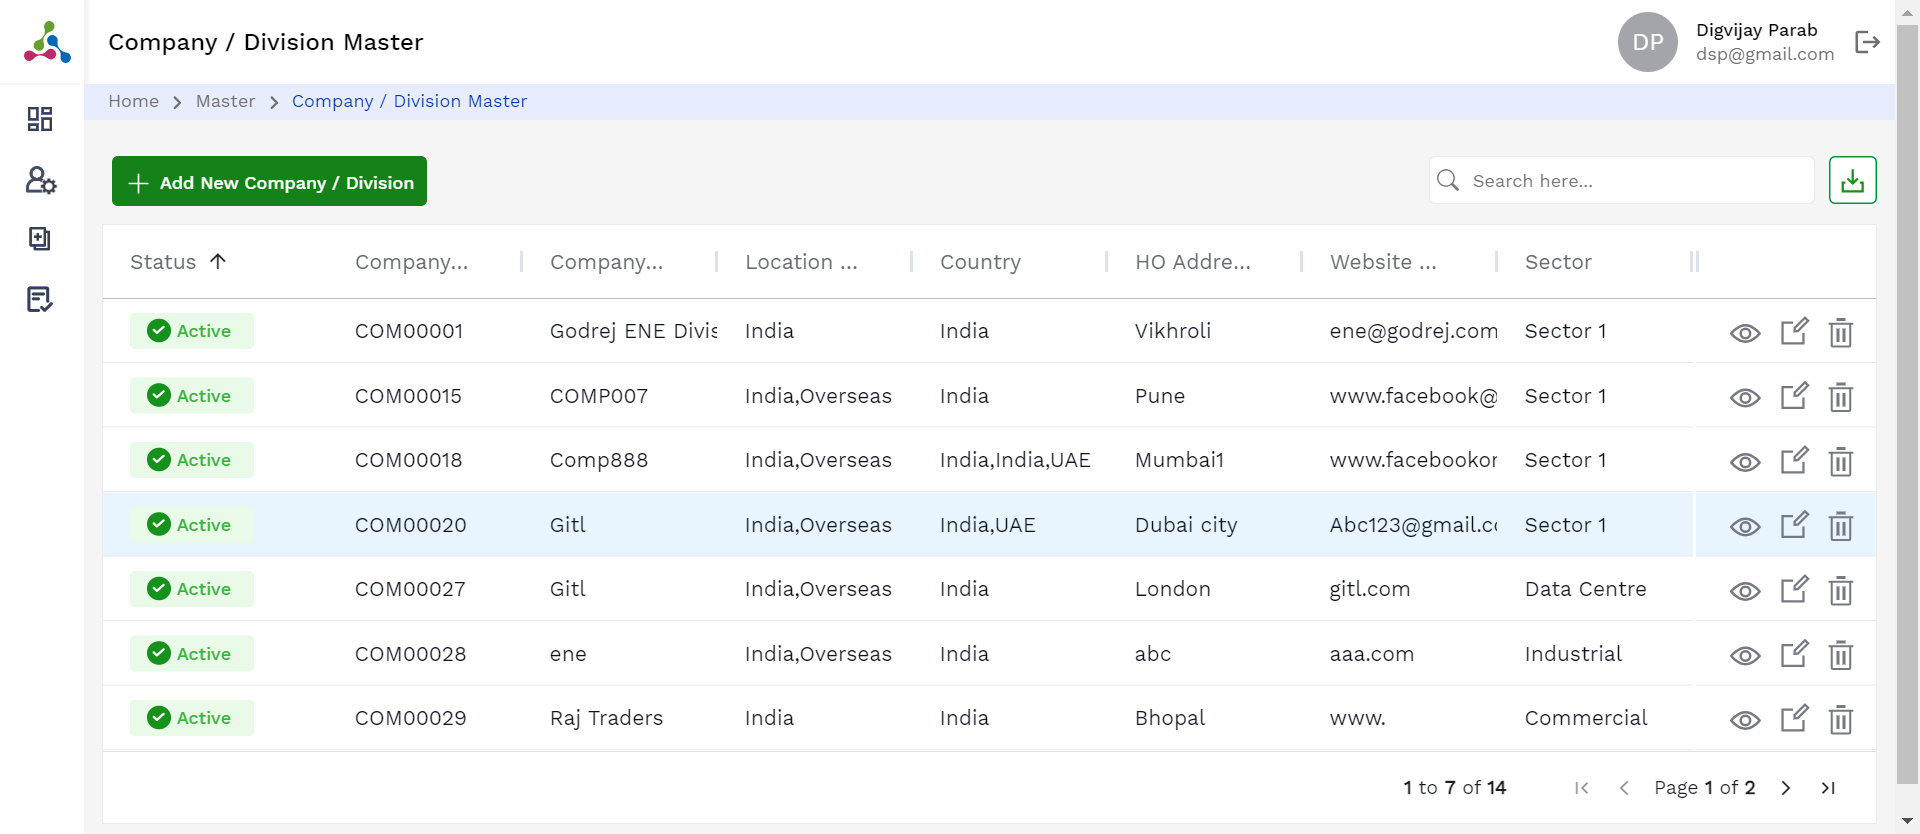 Company / Division Master
DP
Digvijay Parab
dsp@gmail.com
Home > Master > Company / Division Master
+ Add New Company / Division
Search here...
Status Company... Company... Location ... Country HO Addre... Website ... Sector
Active COM00001 Godrej ENE Divis India India Vikhroli ene@godrej.com Sector 1
Active COM00015 COMP007 India,Overseas India Pune www.facebook@ Sector 1
Active COM00018 Comp888 India,Overseas India,India,UAE Mumbai1 www.facebookor Sector 1
Active COM00020 Gitl India,Overseas India,UAE Dubai city Abc123@gmail.co Sector 1
Active COM00027 Gitl India,Overseas India London gitl.com Data Centre
Active COM00028 ene India,Overseas India abc aaa.com Industrial
Active COM00029 Raj Traders India India Bhopal www. Commercial
1 to 7 of 14 Page 1 of 2